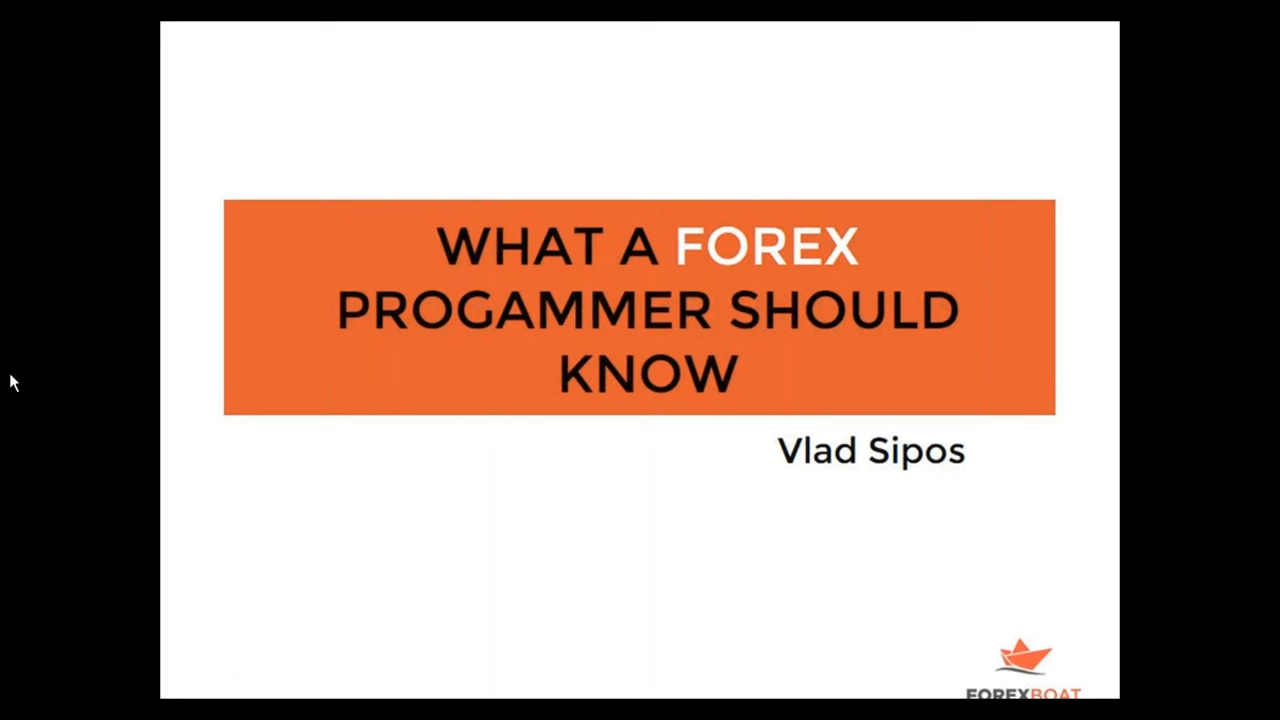 WHAT A FOREX
PROGAMMER SHOULD
KNOW
Vlad Sipos
FOREXBOAT